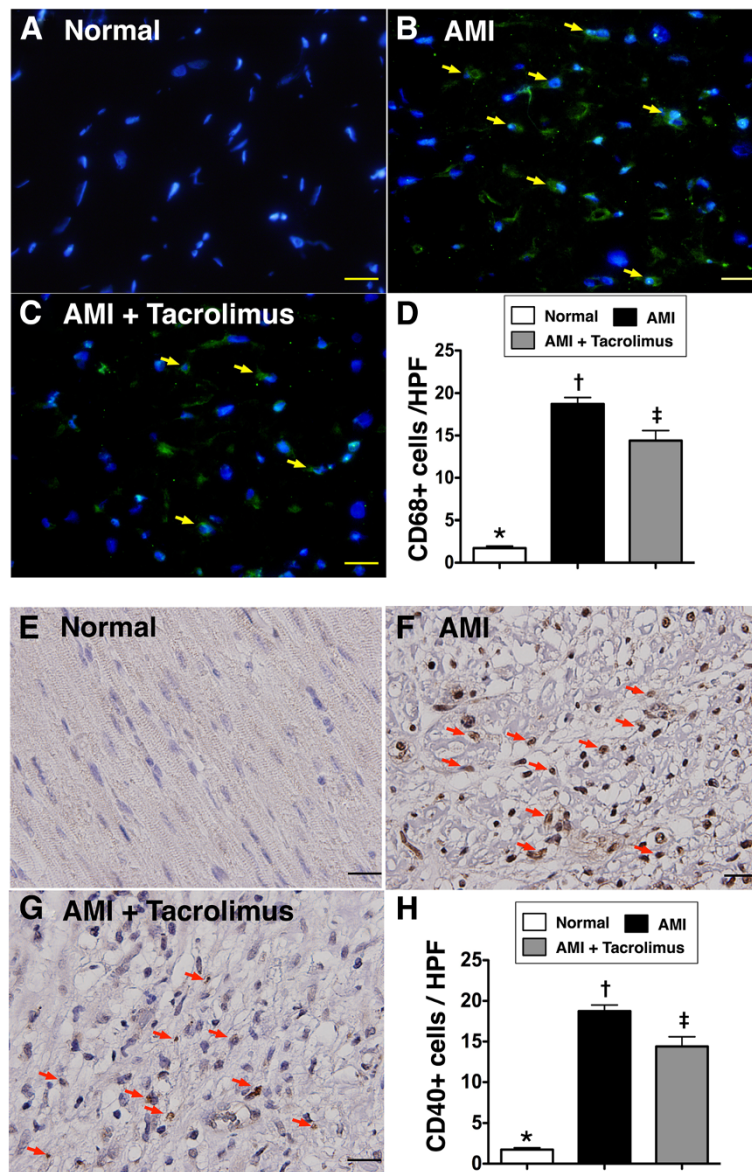 A Normal
B AMI
C AMI + Tacrolimus
D
Normal AMI
AMI + Tacrolimus
CD68+ cells /HPF
25
20
15
10
5
0
*
†
‡
E Normal
F AMI
G AMI + Tacrolimus
H
Normal AMI
AMI + Tacrolimus
CD40+ cells / HPF
25
20
15
10
5
0
*
†
‡